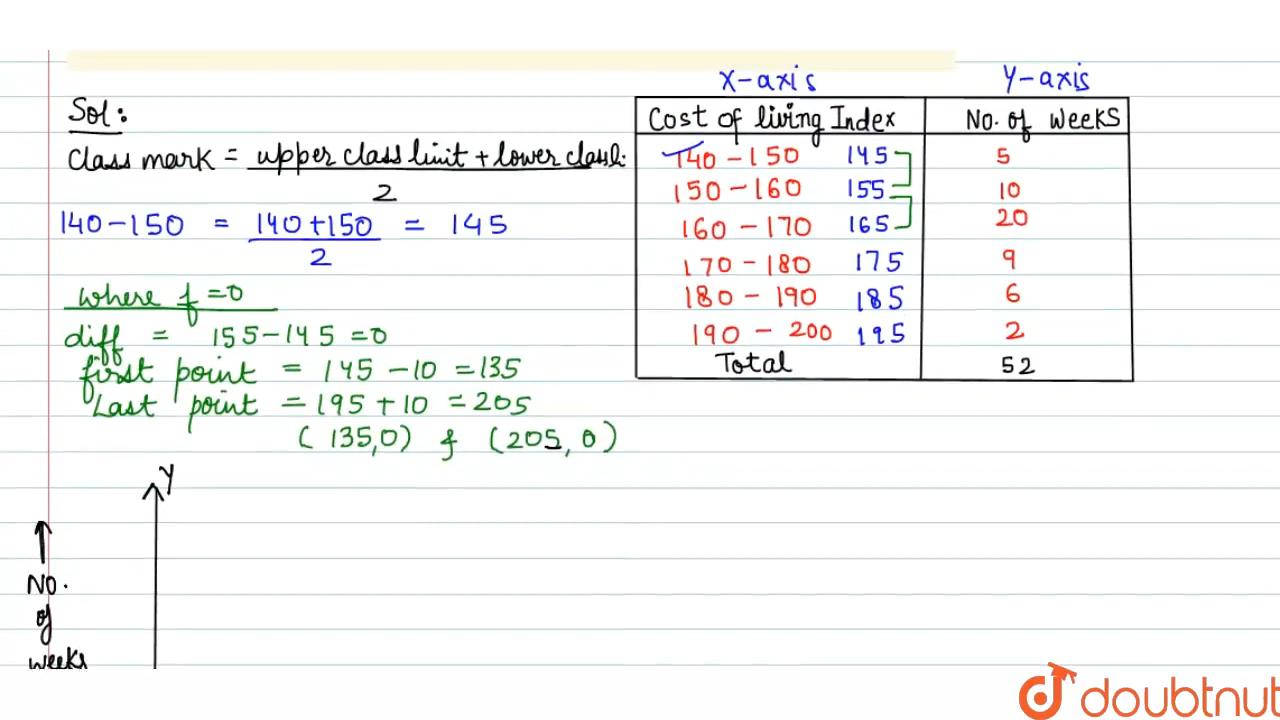 Sol:
Class mark = upper class limit + lower class li.
2
140-150 = 140+150 = 145
2
where f=0
diff = 155-145 =0
first point = 145 -10 =135
Last point = 195 + 10 = 205
(135,0) & (205, 0)
Y
No.
of
weeks
X-axis Y-axis
Cost of living Index No. of weeks
140-150 145 5
150-160 155 10
160-170 165 20
170-180 175 9
180-190 185 6
190-200 195 2
Total 52
doubtnut